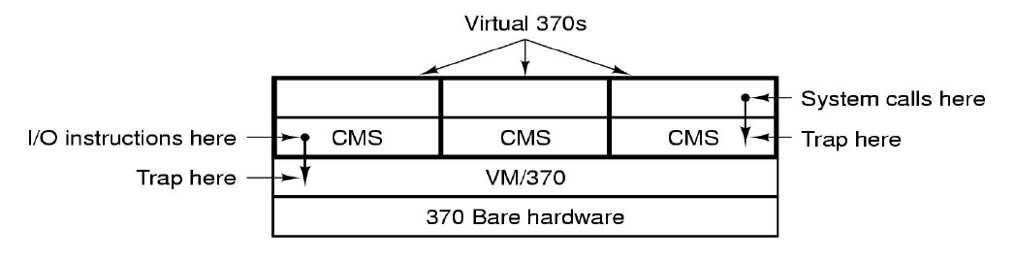 Virtual 370s
System calls here
I/O instructions here
CMS
CMS
CMS
Trap here
Trap here
VM/370
370 Bare hardware